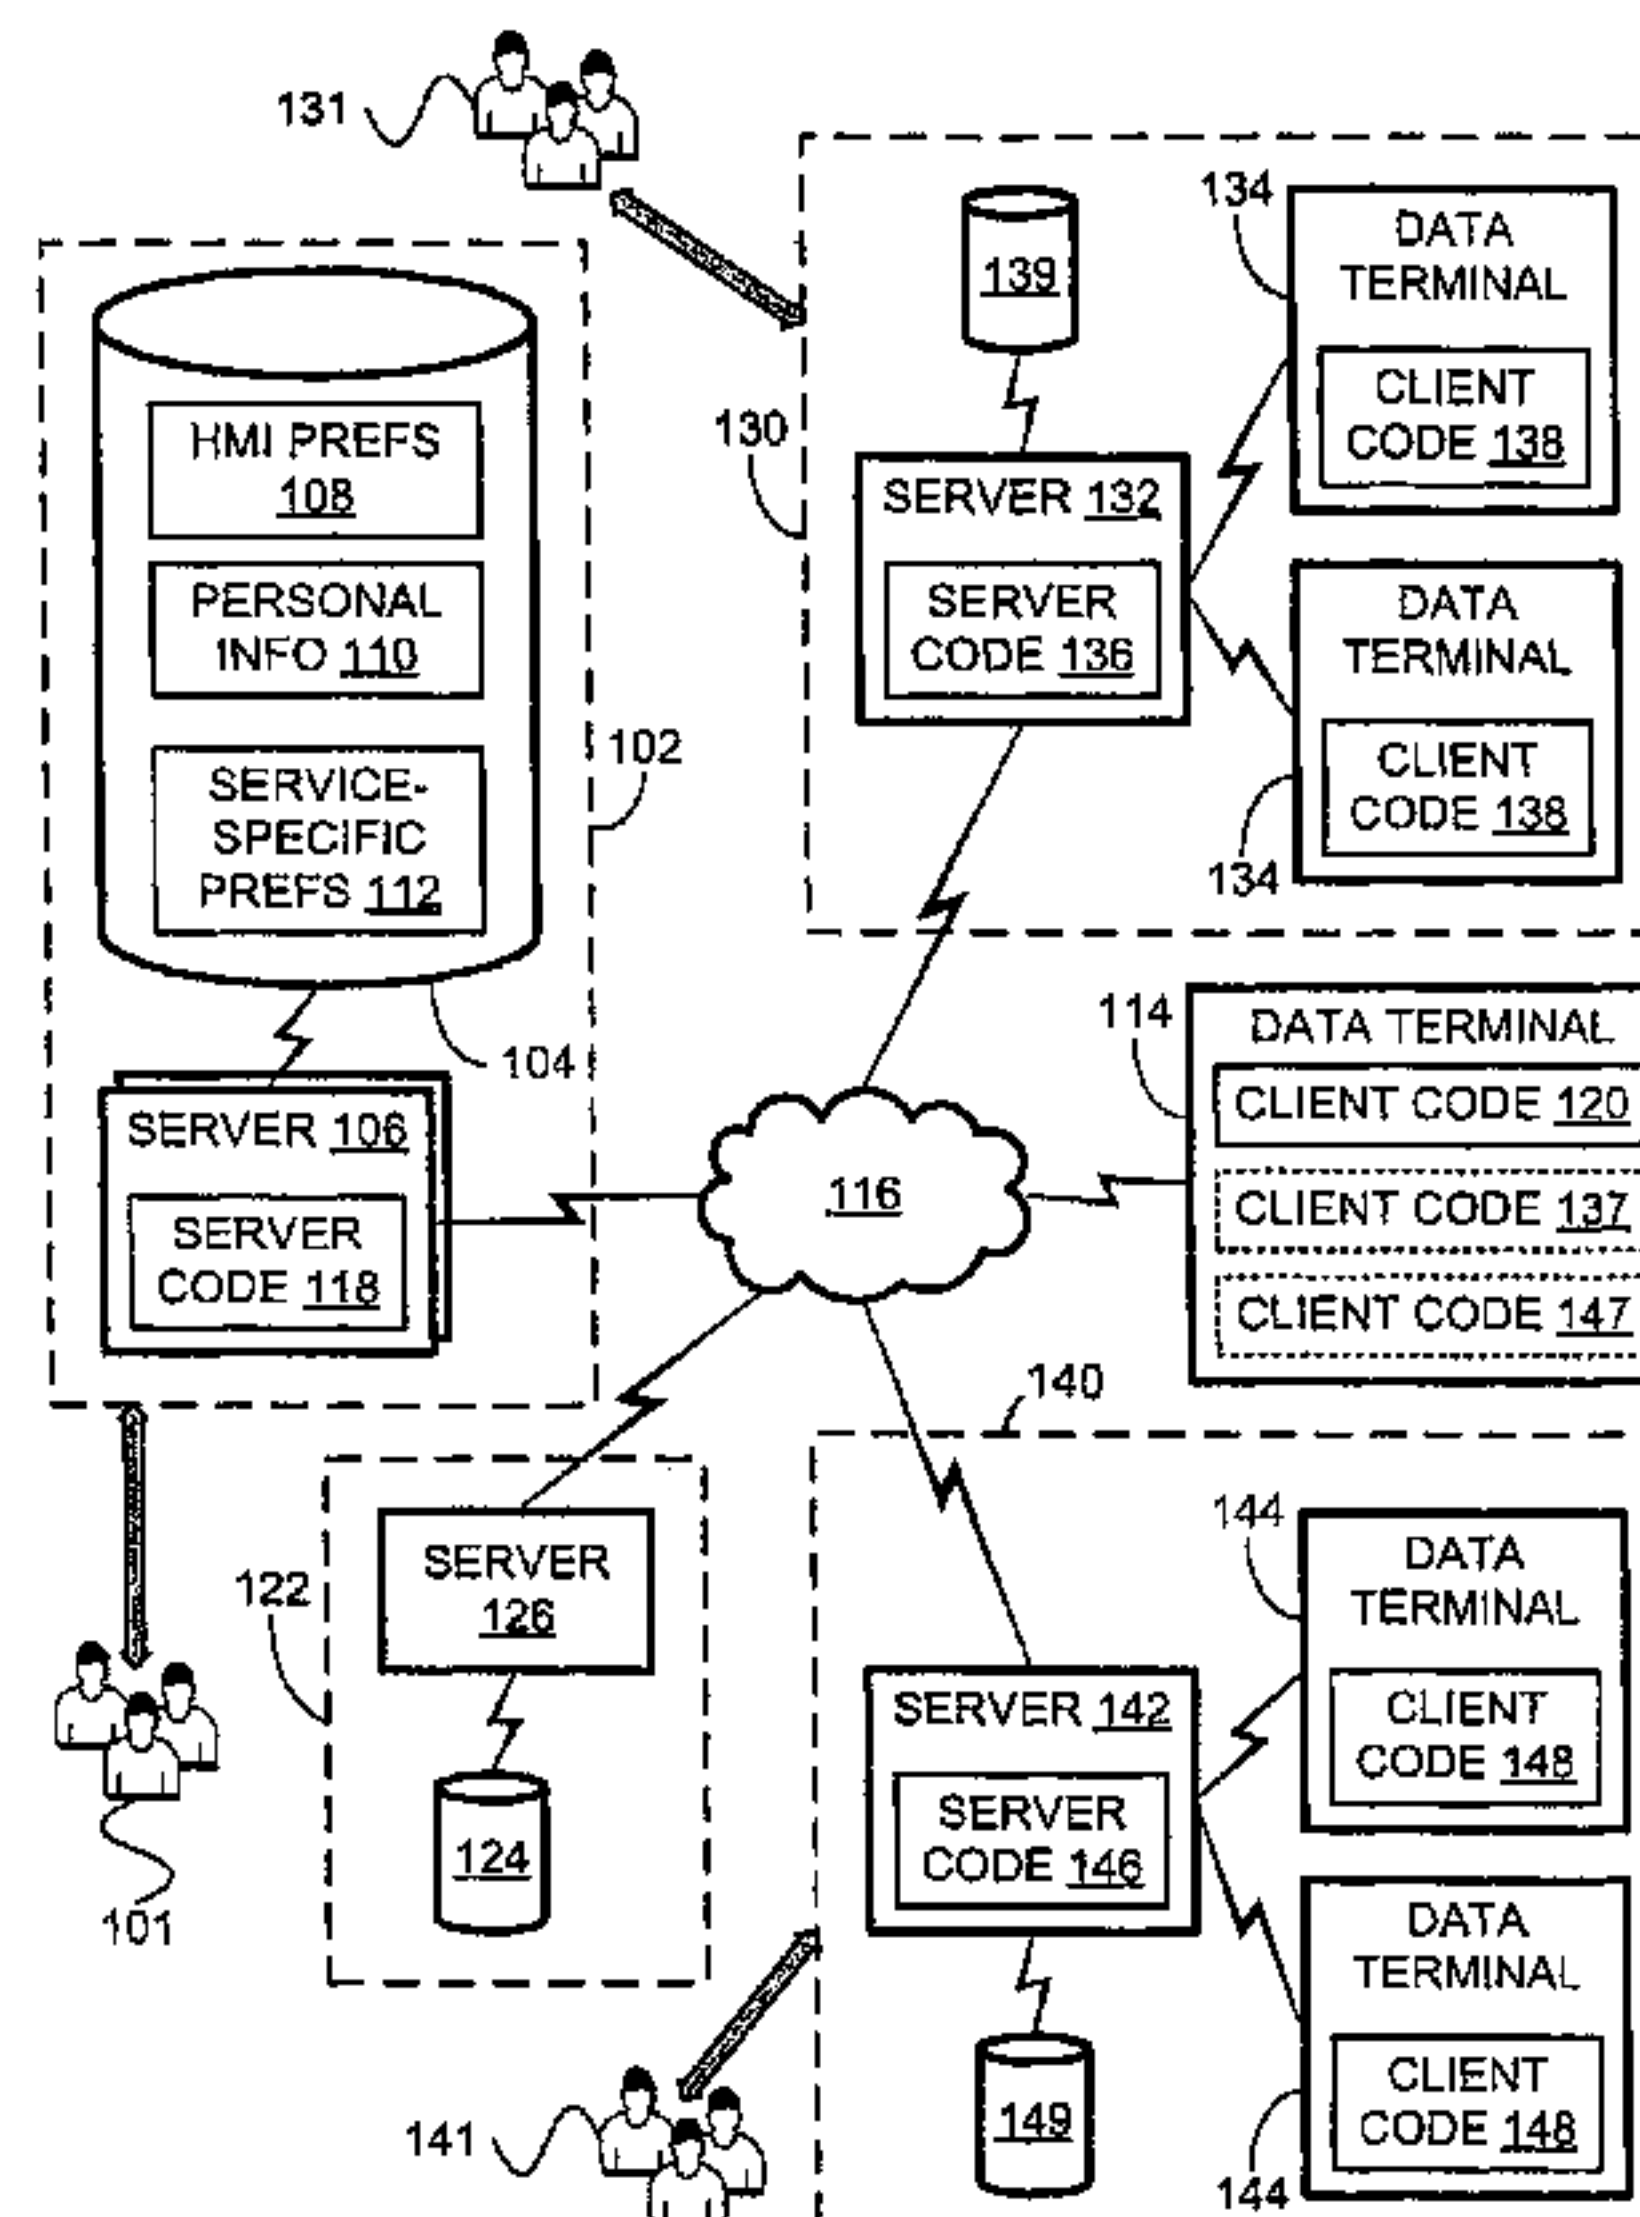 131
134
DATA
TERMINAL
CLIENT
CODE 138
139
130
SERVER 132
SERVER
CODE 136
DATA
TERMINAL
CLIENT
CODE 138
134
HMI PREFS
108
PERSONAL
INFO 110
SERVICE-
SPECIFIC
PREFS 112
102
104
SERVER 106
SERVER
CODE 118
116
114
DATA TERMINAL
CLIENT CODE 120
CLIENT CODE 137
CLIENT CODE 147
140
122
SERVER
126
124
101
144
DATA
TERMINAL
CLIENT
CODE 148
SERVER 142
SERVER
CODE 146
DATA
TERMINAL
CLIENT
CODE 148
144
149
141